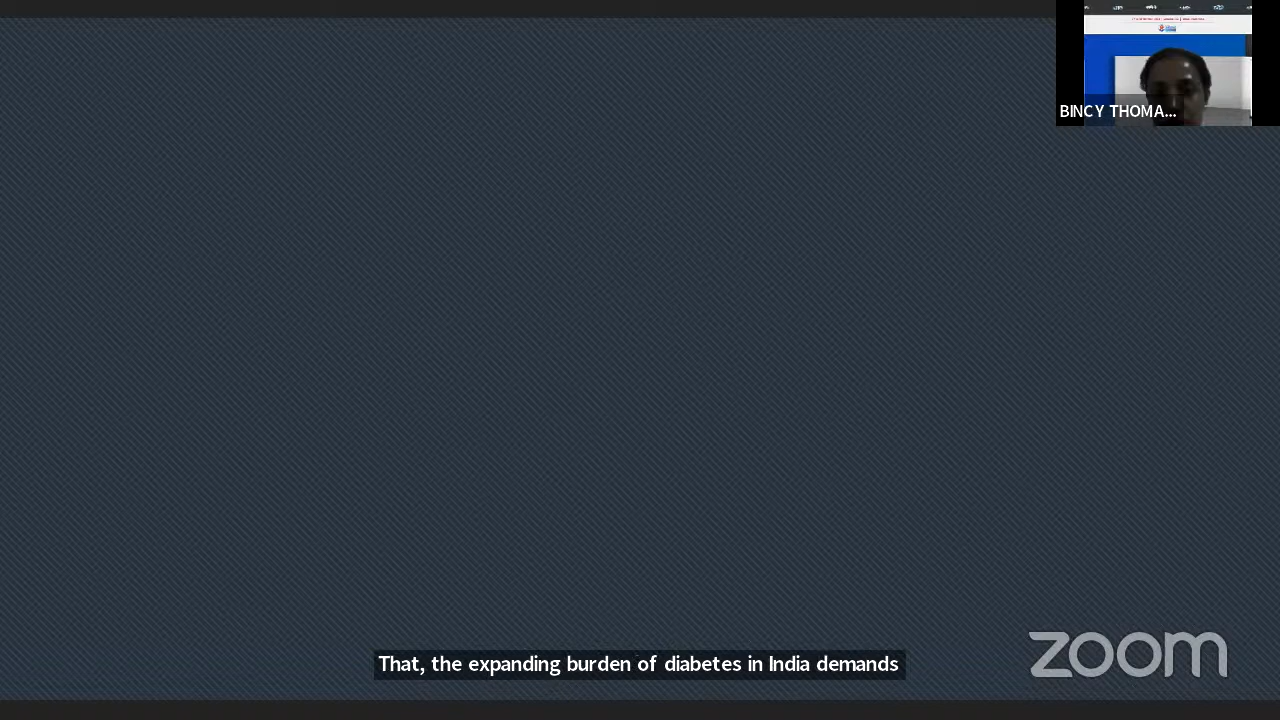 BINCY THOMA...
That, the expanding burden of diabetes in India demands
zoom